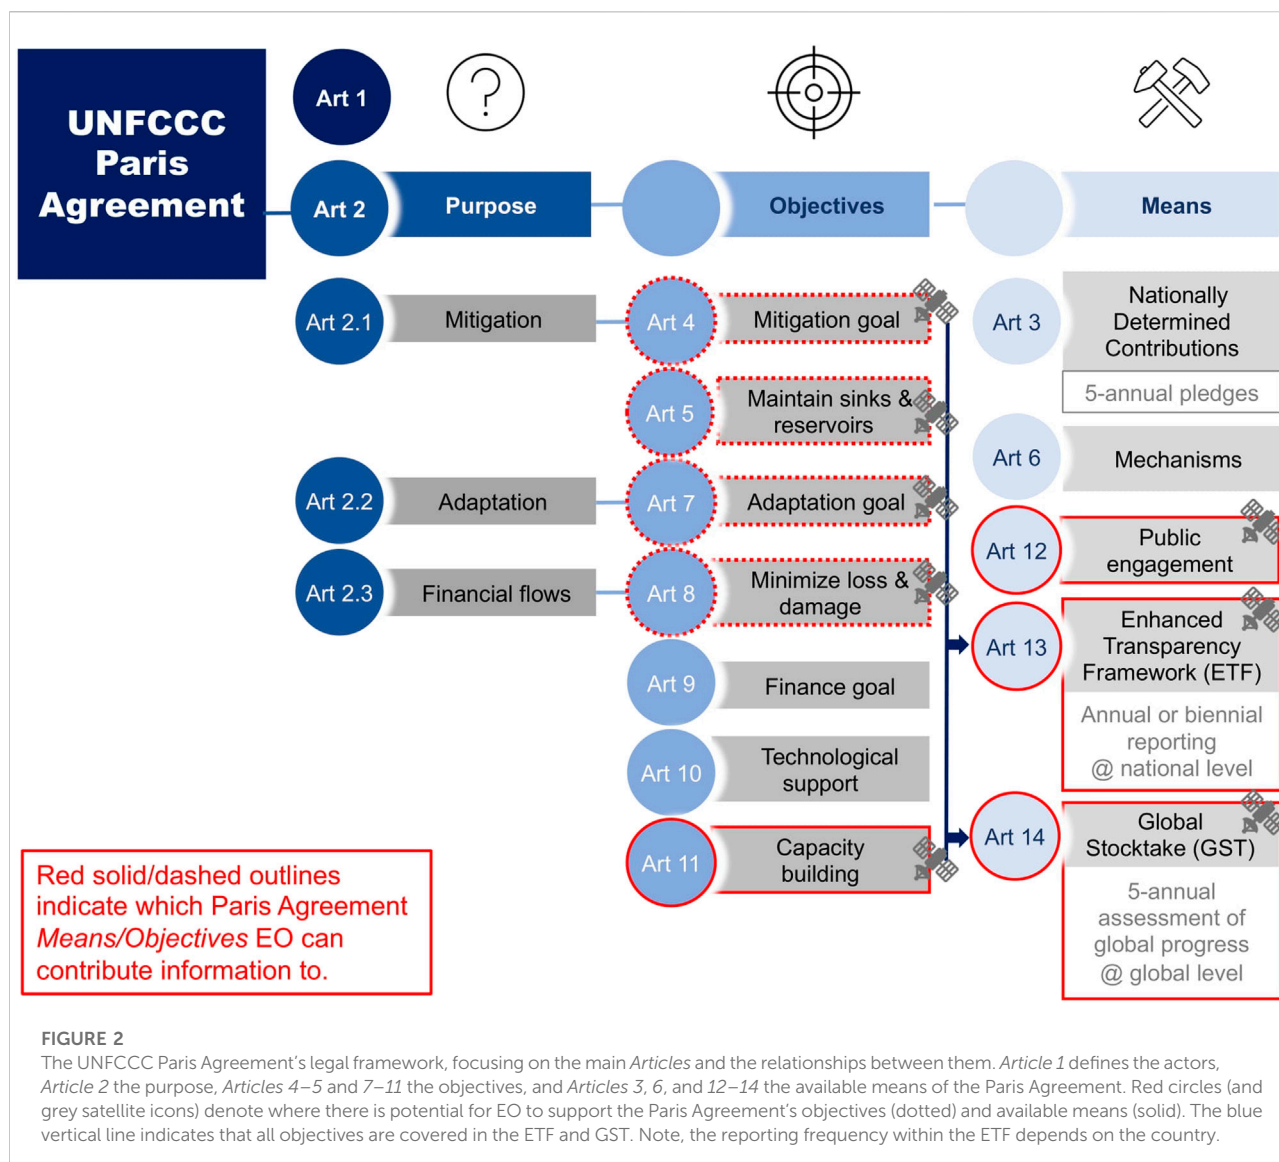 UNFCCC
Paris
Agreement
Art 1
?
Art 2
Purpose
Objectives
Means
Art 2.1
Mitigation
Art 4
Mitigation goal
Art 3
Nationally
Determined
Contributions
5-annual pledges
Art 5
Maintain sinks &
reservoirs
Art 6
Mechanisms
Art 2.2
Adaptation
Art 7
Adaptation goal
Art 12
Public
engagement
Art 2.3
Financial flows
Art 8
Minimize loss &
damage
Art 13
Enhanced
Transparency
Framework (ETF)
Annual or biennial
reporting
@ national level
Art 9
Finance goal
Art 10
Technological
support
Art 11
Capacity
building
Art 14
Global
Stocktake (GST)
5-annual
assessment of
global progress
@ global level
Red solid/dashed outlines
indicate which Paris Agreement
Means/Objectives EO can
contribute information to.
FIGURE 2
The UNFCCC Paris Agreement's legal framework, focusing on the main Articles and the relationships between them. Article 1 defines the actors,
Article 2 the purpose, Articles 4–5 and 7–11 the objectives, and Articles 3, 6, and 12–14 the available means of the Paris Agreement. Red circles (and
grey satellite icons) denote where there is potential for EO to support the Paris Agreement's objectives (dotted) and available means (solid). The blue
vertical line indicates that all objectives are covered in the ETF and GST. Note, the reporting frequency within the ETF depends on the country.